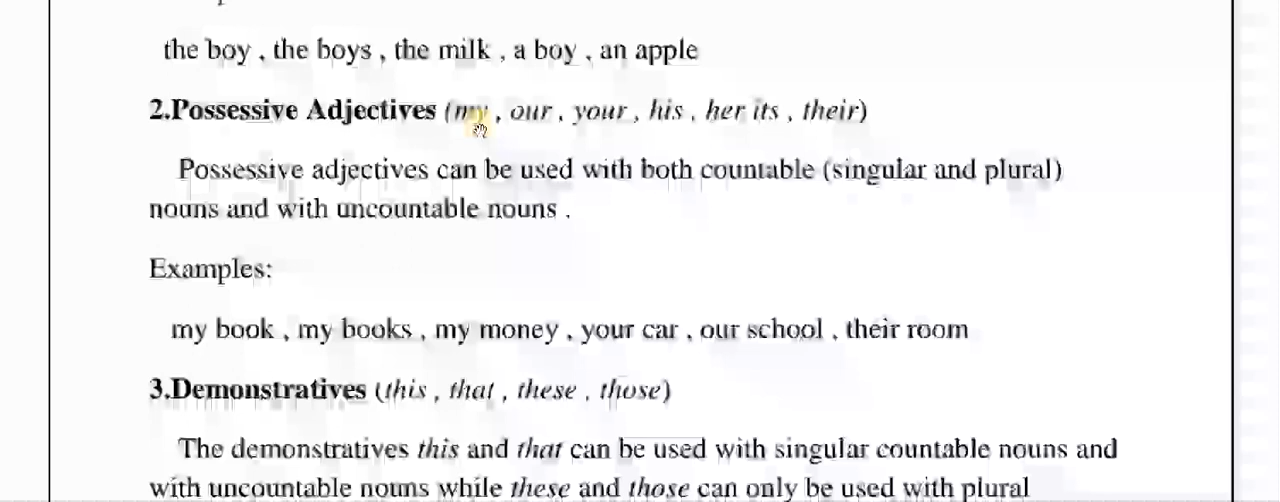 the boy , the boys , the milk , a boy , an apple
2.Possessive Adjectives (my , our , your , his , her its , their)
Possessive adjectives can be used with both countable (singular and plural)
nouns and with uncountable nouns .
Examples:
my book , my books , my money , your car , our school , their room
3.Demonstratives (this , that , these , those)
The demonstratives this and that can be used with singular countable nouns and
with uncountable nouns while these and those can only be used with plural